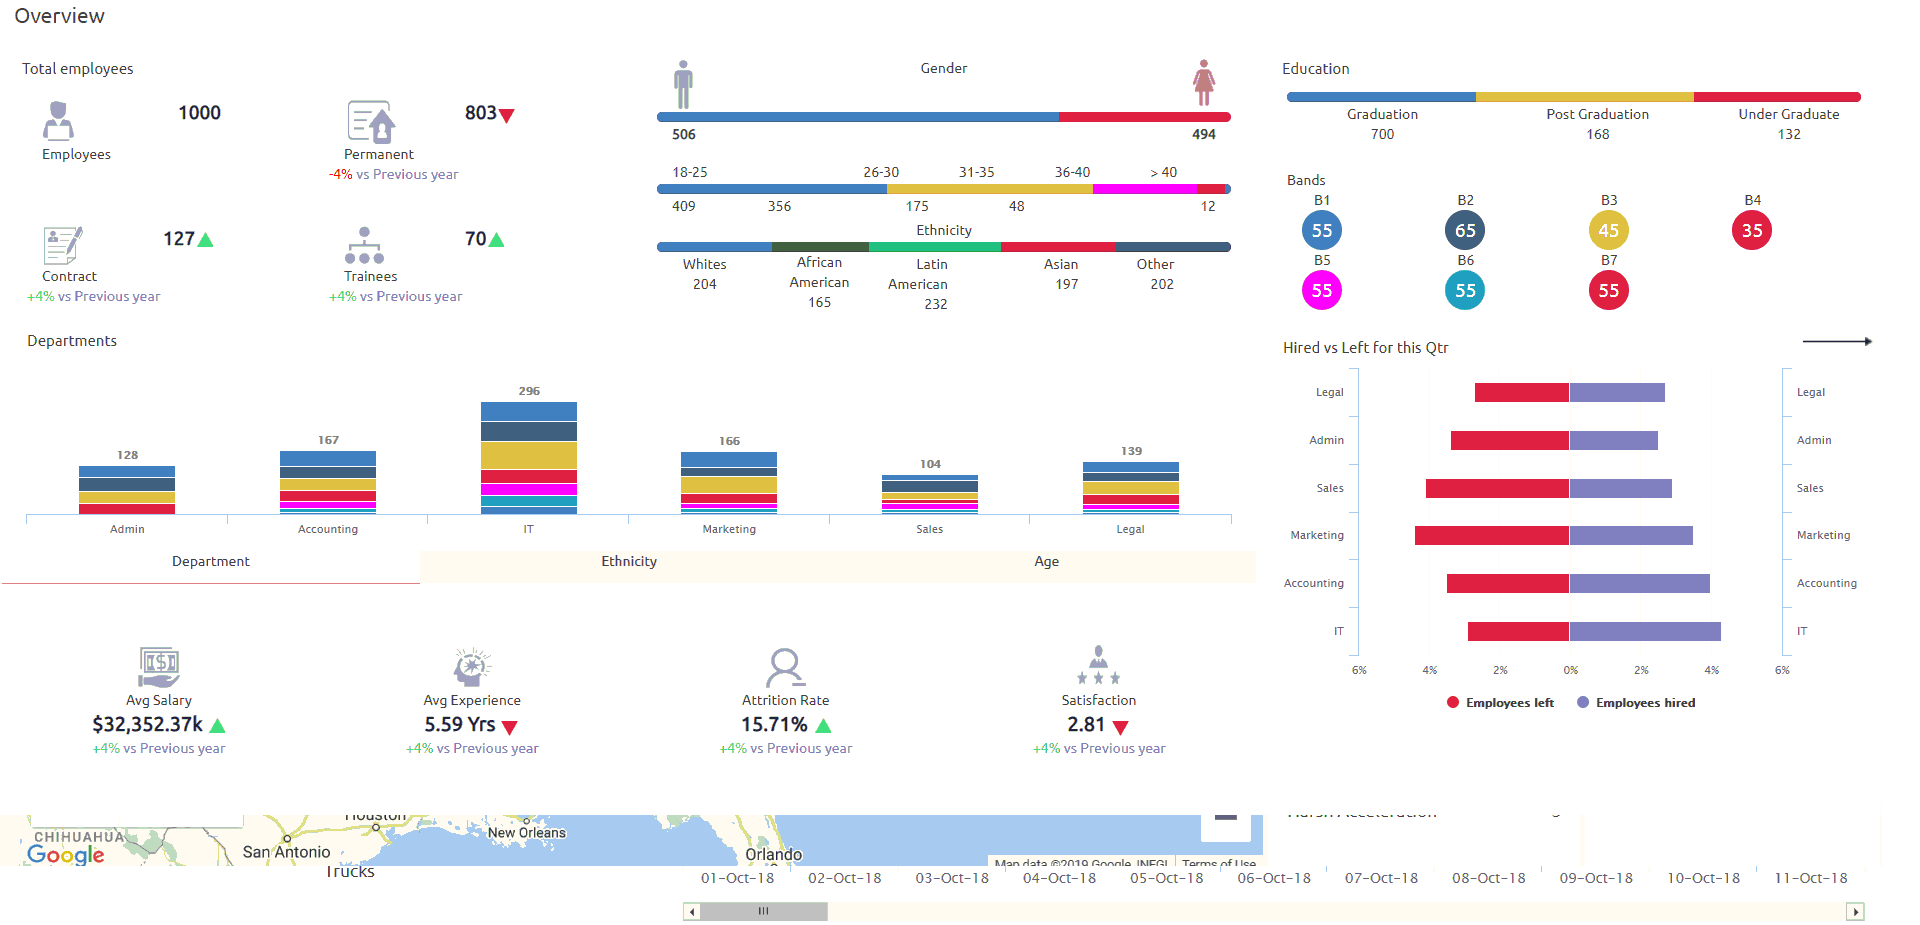 Overview
Total employees
1000
Employees
803
Permanent
-4% vs Previous year
127
Contract
+4% vs Previous year
70
Trainees
+4% vs Previous year
Gender
506
494
18-25 26-30 31-35 36-40 > 40
409 356 175 48 12
Ethnicity
Whites
204
African
American
165
Latin
American
232
Asian
197
Other
202
Education
Graduation
700
Post Graduation
168
Under Graduate
132
Bands
B1 B2 B3 B4
55 65 45 35
B5 B6 B7
55 55 55
Departments
128
167
296
166
104
139
Admin Accounting IT Marketing Sales Legal
Department Ethnicity Age
Hired vs Left for this Qtr
Legal Legal
Admin Admin
Sales Sales
Marketing Marketing
Accounting Accounting
IT IT
6% 4% 2% 0% 2% 4% 6%
Employees left Employees hired
Avg Salary
$32,352.37k
+4% vs Previous year
Avg Experience
5.59 Yrs
+4% vs Previous year
Attrition Rate
15.71%
+4% vs Previous year
Satisfaction
2.81
+4% vs Previous year
Houston
CHIHUAHUA
New Orleans
San Antonio
Google
Orlando
Map data ©2019 Google, INEGI Terms of Use
Harsh Acceleration
Trucks
01-Oct-18 02-Oct-18 03-Oct-18 04-Oct-18 05-Oct-18 06-Oct-18 07-Oct-18 08-Oct-18 09-Oct-18 10-Oct-18 11-Oct-18